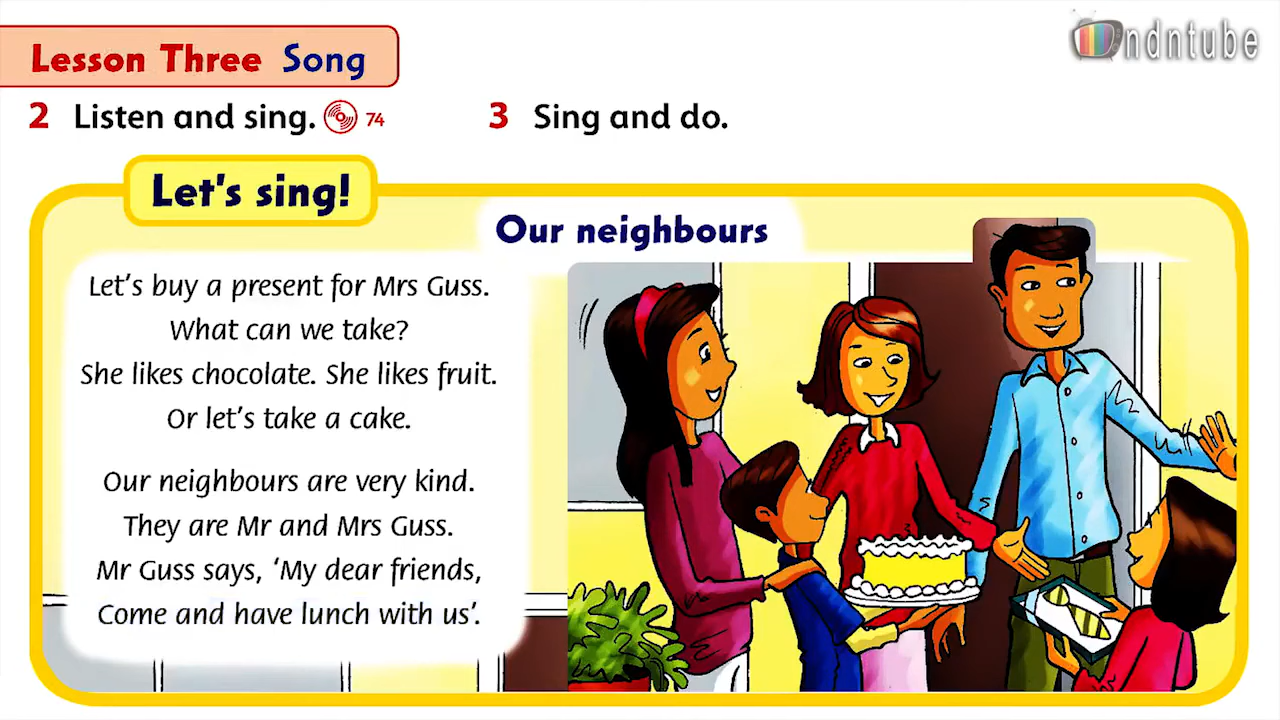 ndntube
Lesson Three Song
2 Listen and sing. 74
3 Sing and do.
Let's sing!
Our neighbours
Let's buy a present for Mrs Guss.
What can we take?
She likes chocolate. She likes fruit.
Or let's take a cake.
Our neighbours are very kind.
They are Mr and Mrs Guss.
Mr Guss says, ‘My dear friends,
Come and have lunch with us’.